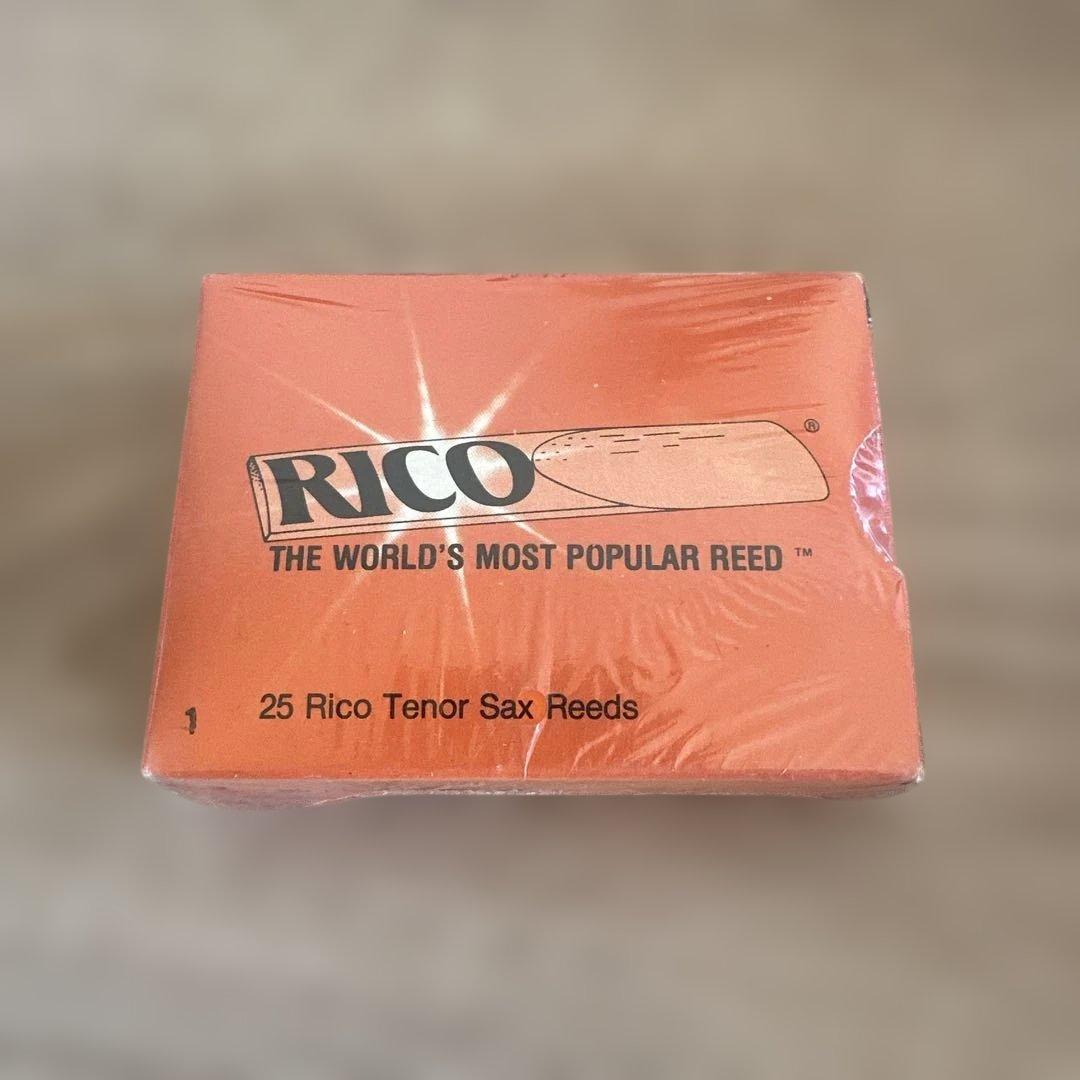 RICO ®
THE WORLD'S MOST POPULAR REED ™
1 25 Rico Tenor Sax Reeds